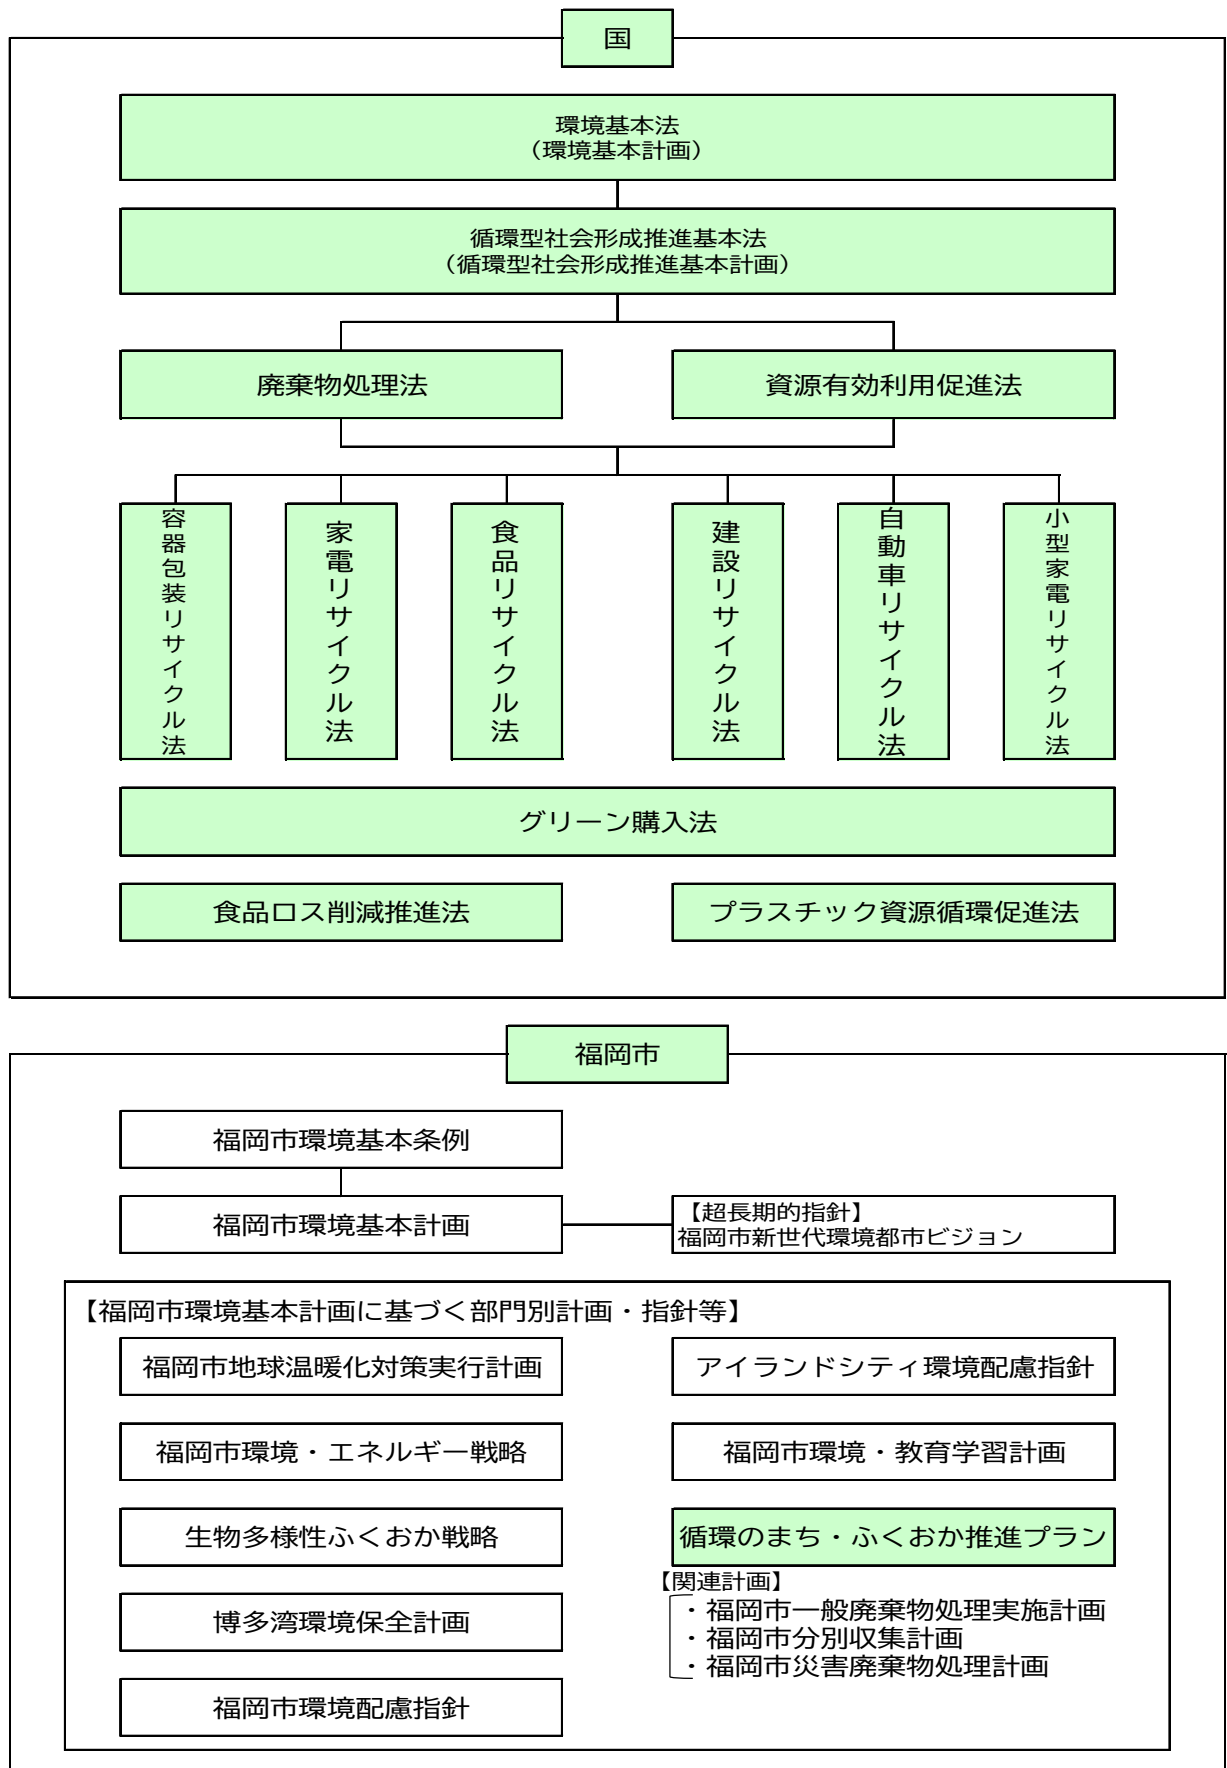 国
環境基本法
（環境基本計画）
循環型社会形成推進基本法
（循環型社会形成推進基本計画）
廃棄物処理法
資源有効利用促進法
容器包装リサイクル法
家電リサイクル法
食品リサイクル法
建設リサイクル法
自動車リサイクル法
小型家電リサイクル法
グリーン購入法
食品ロス削減推進法
プラスチック資源循環促進法
福岡市
福岡市環境基本条例
福岡市環境基本計画
【超長期的指針】
福岡市新世代環境都市ビジョン
【福岡市環境基本計画に基づく部門別計画・指針等】
福岡市地球温暖化対策実行計画
アイランドシティ環境配慮指針
福岡市環境・エネルギー戦略
福岡市環境・教育学習計画
生物多様性ふくおか戦略
循環のまち・ふくおか推進プラン
【関連計画】
・福岡市一般廃棄物処理実施計画
・福岡市分別収集計画
・福岡市災害廃棄物処理計画
博多湾環境保全計画
福岡市環境配慮指針